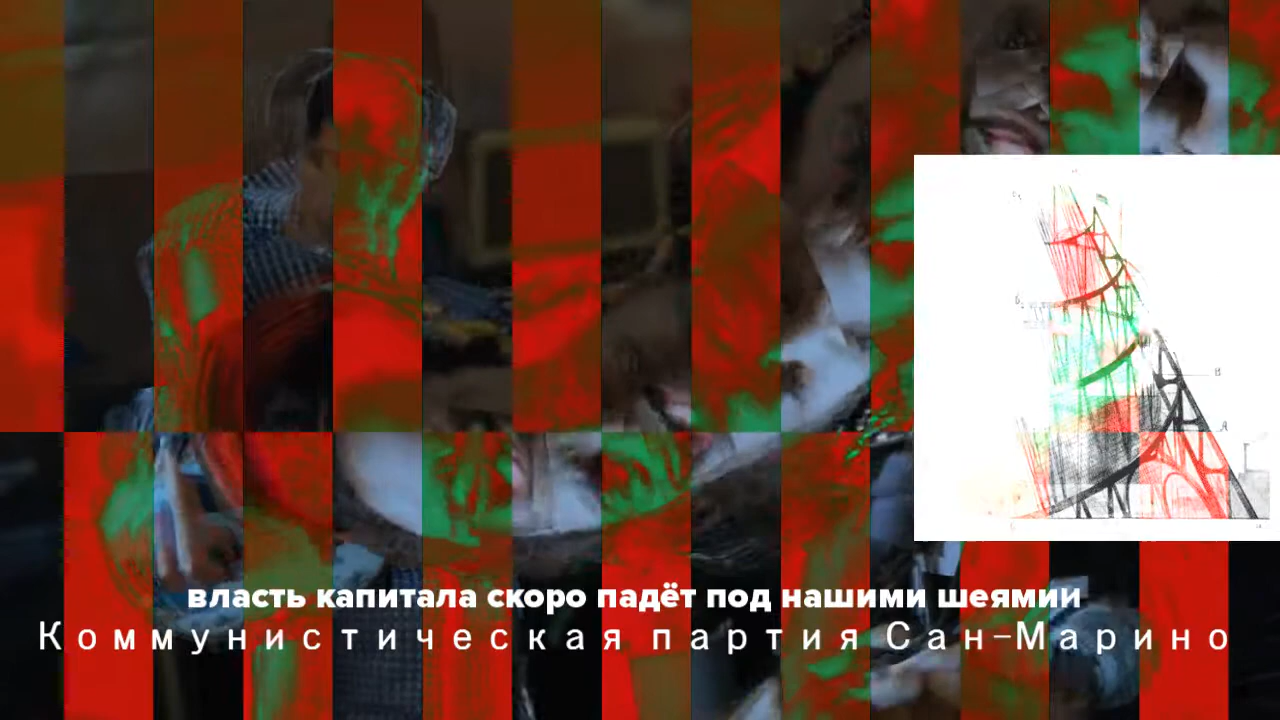 власть капитала скоро падёт под нашими шеямии
Коммунистическая партия Сан-Марино